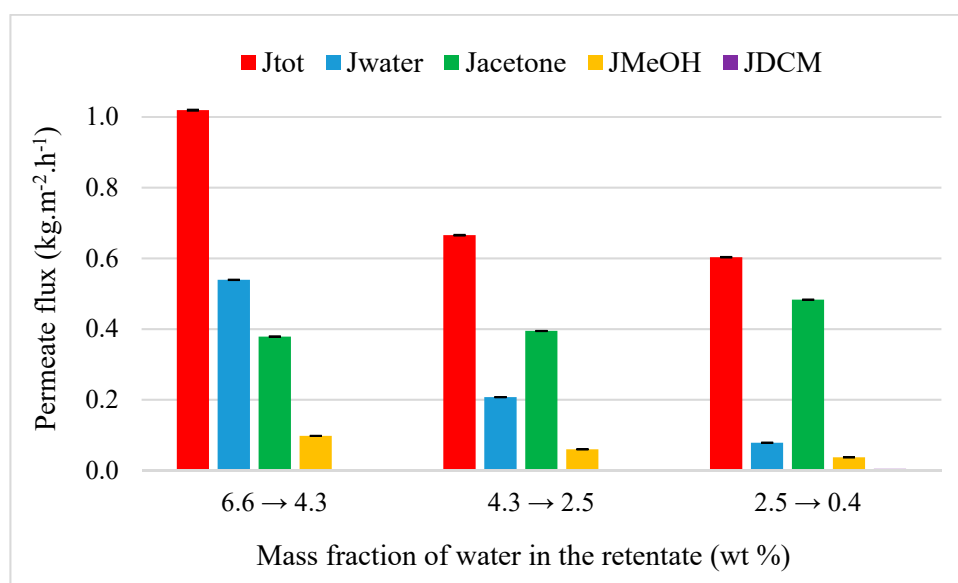 Jtot Jwater Jacetone JMeOH JDCM
Permeate flux (kg.m⁻².h⁻¹)
1.0
0.8
0.6
0.4
0.2
0.0
6.6 → 4.3 4.3 → 2.5 2.5 → 0.4
Mass fraction of water in the retentate (wt %)